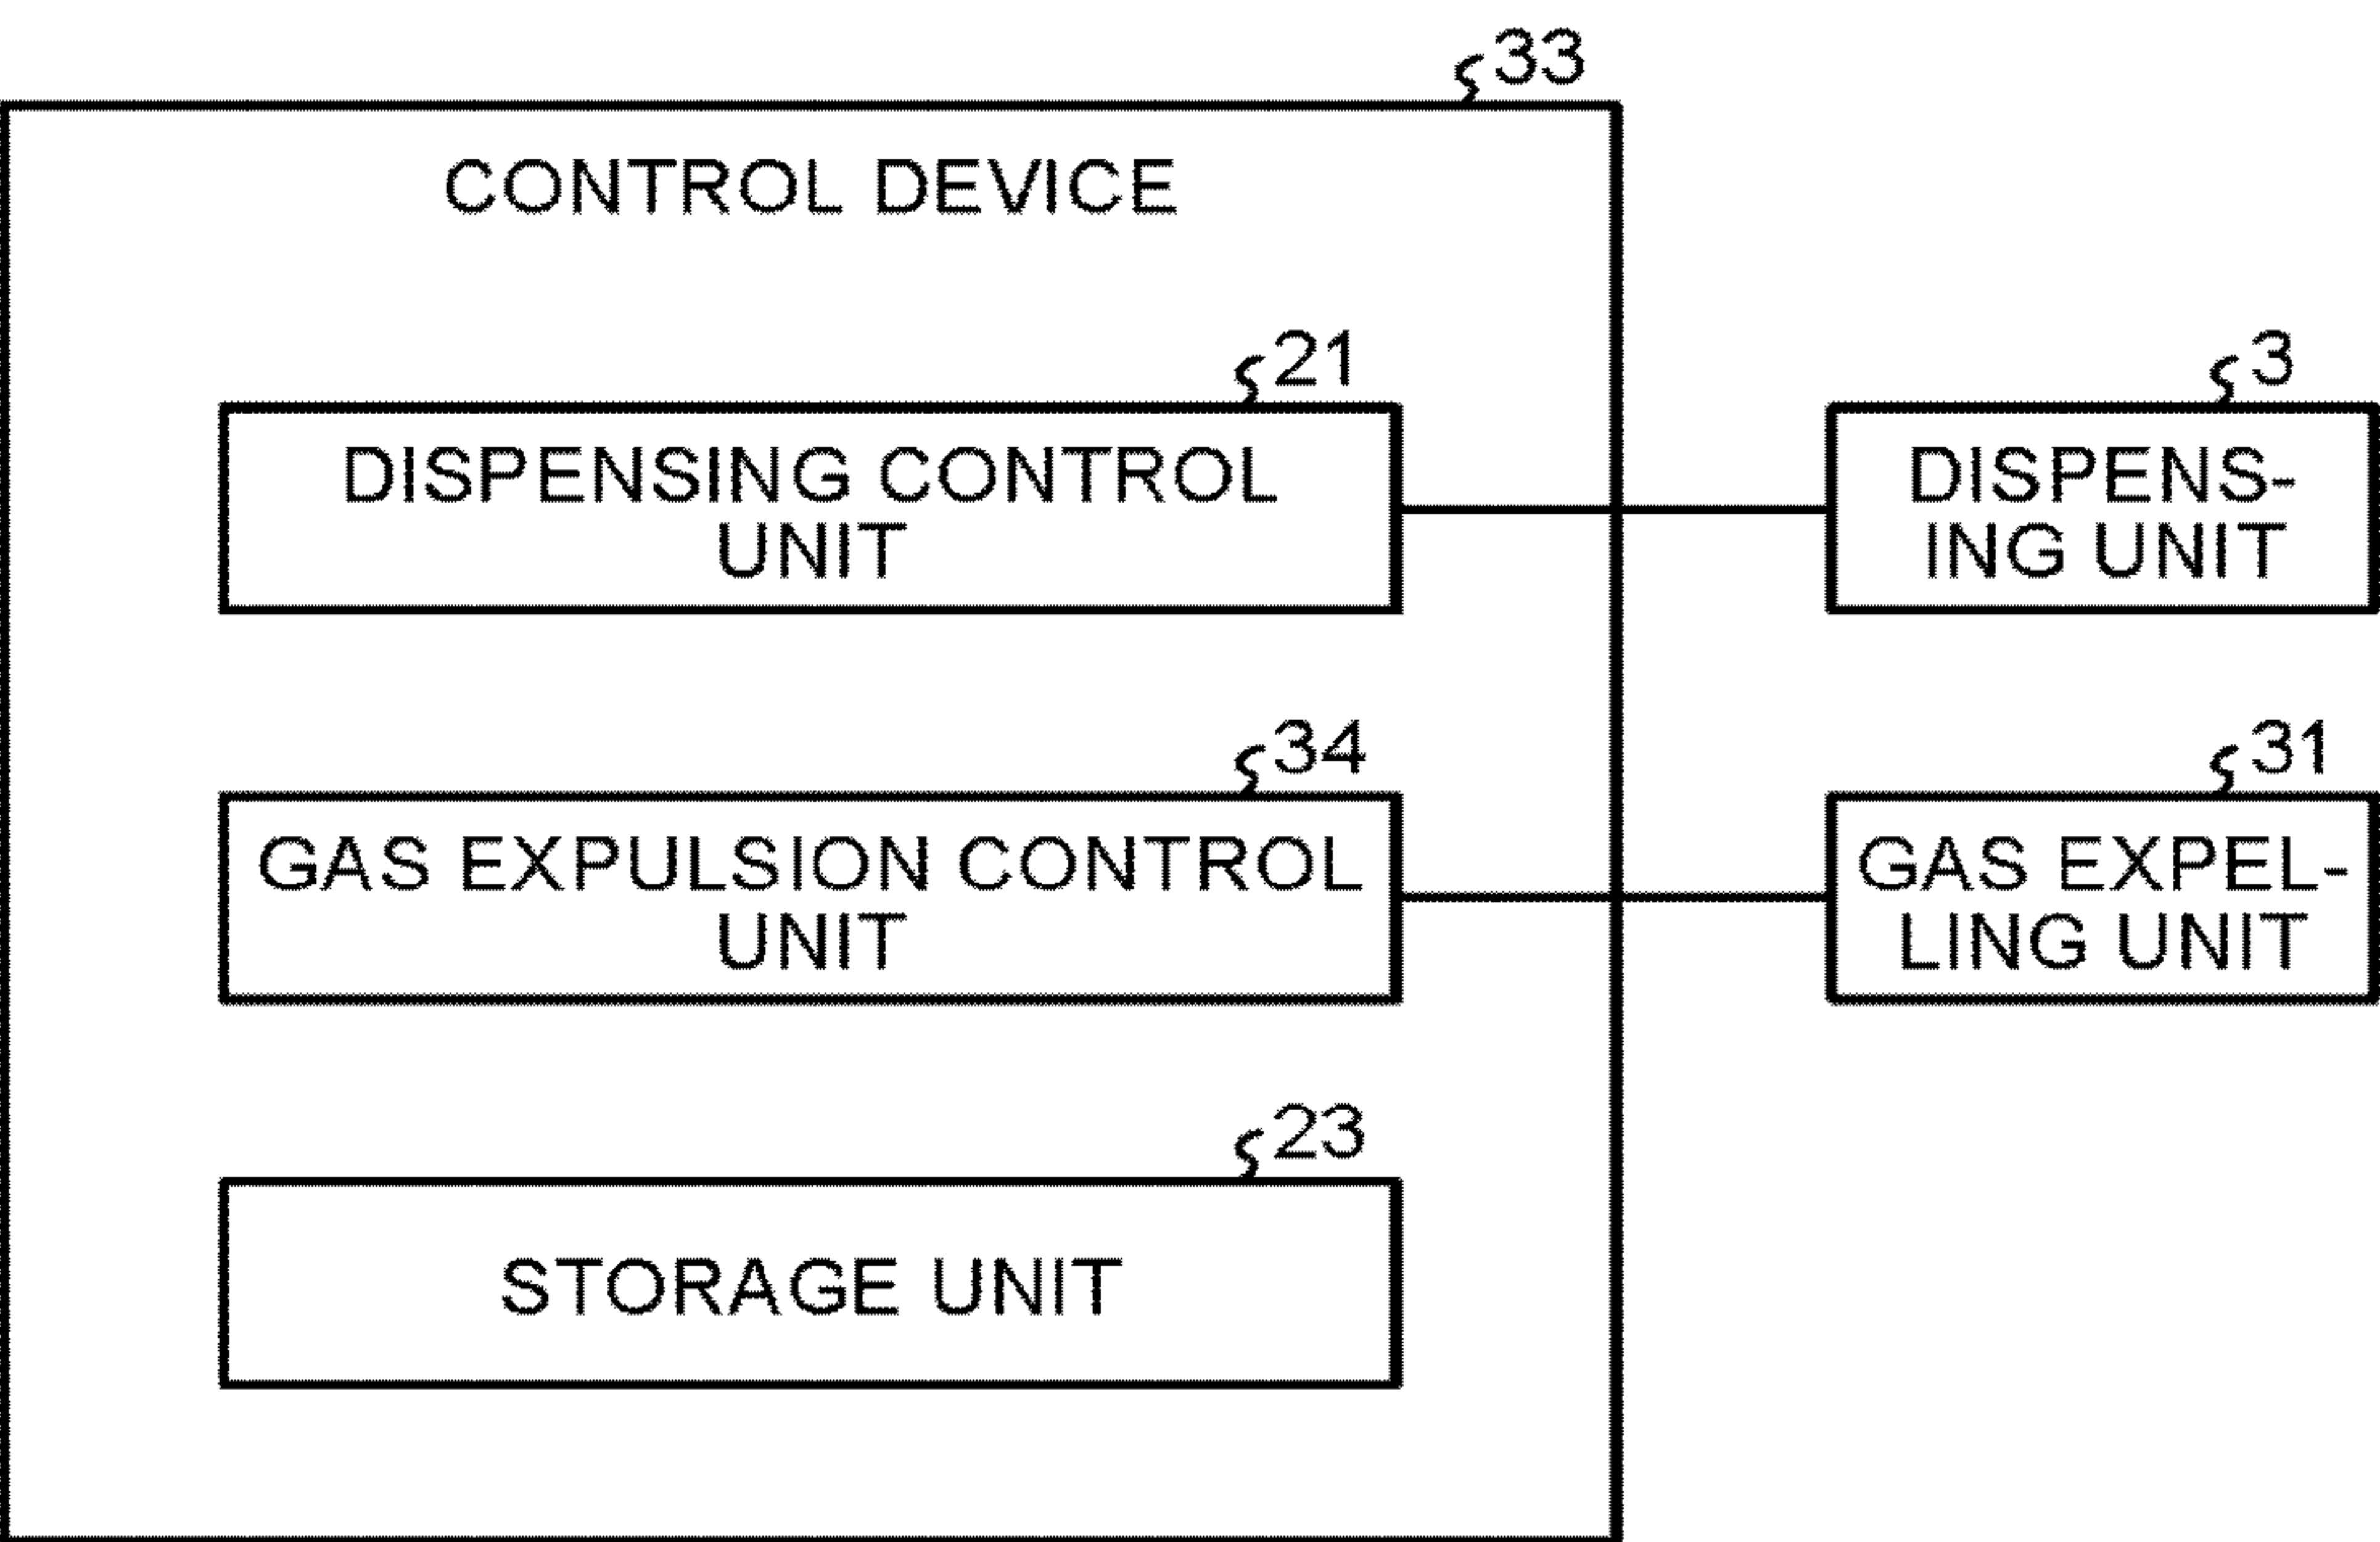 33
CONTROL DEVICE
21
DISPENSING CONTROL
UNIT
3
DISPENS-
ING UNIT
34
GAS EXPULSION CONTROL
UNIT
31
GAS EXPEL-
LING UNIT
23
STORAGE UNIT